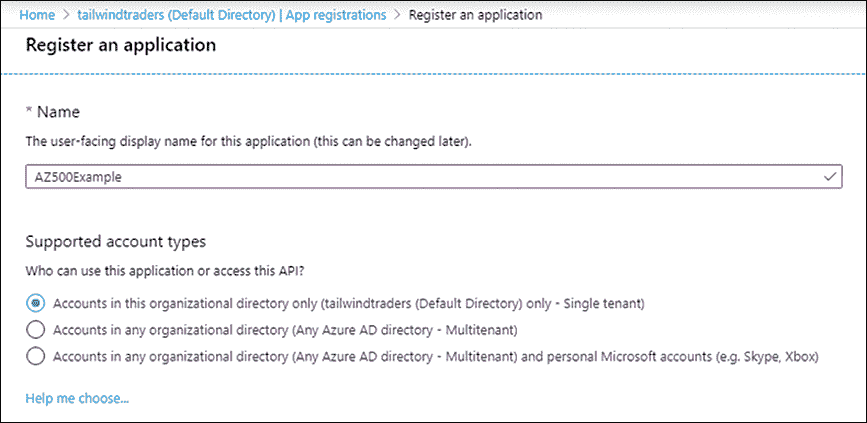 Home > tailwindtraders (Default Directory) | App registrations > Register an application
Register an application
* Name
The user-facing display name for this application (this can be changed later).
AZ500Example
Supported account types
Who can use this application or access this API?
Accounts in this organizational directory only (tailwindtraders (Default Directory) only - Single tenant)
Accounts in any organizational directory (Any Azure AD directory - Multitenant)
Accounts in any organizational directory (Any Azure AD directory - Multitenant) and personal Microsoft accounts (e.g. Skype, Xbox)
Help me choose...